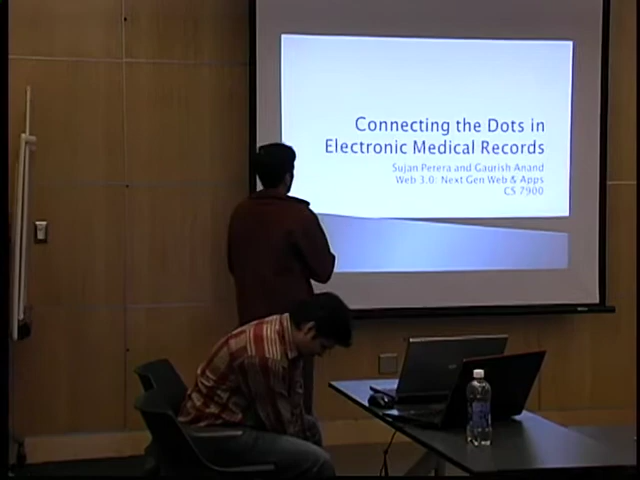 Connecting the Dots in
Electronic Medical Records
Sujan Perera and Gaurish Anand
Web 3.0: Next Gen Web & Apps
CS 7900